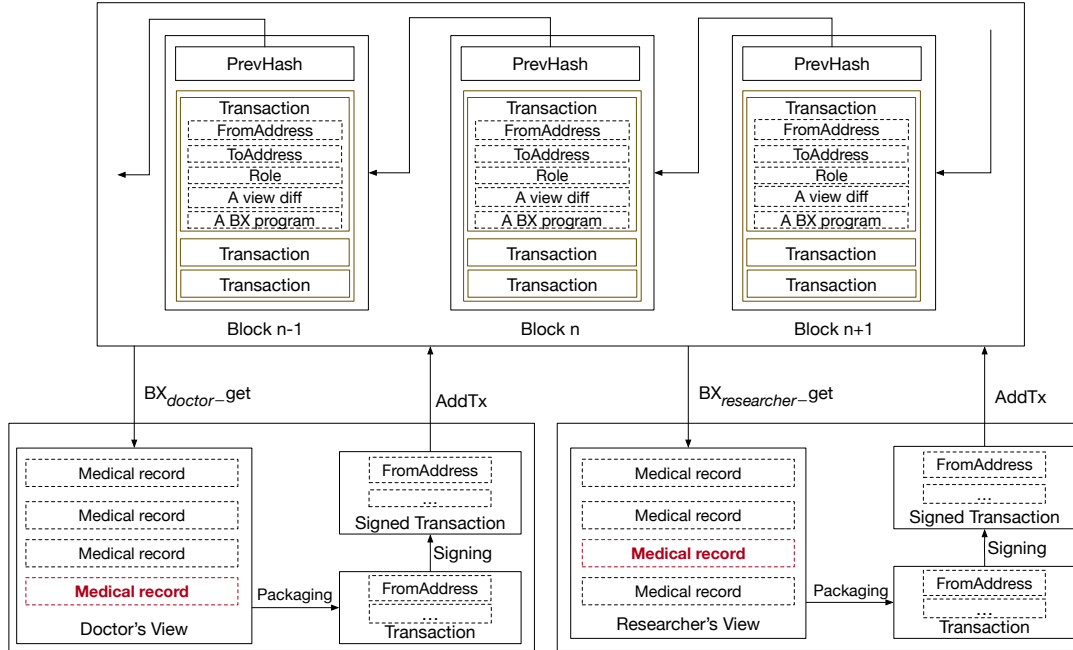 PrevHash
Transaction
FromAddress
ToAddress
Role
A view diff
A BX program
Transaction
Transaction
Block n-1
PrevHash
Transaction
FromAddress
ToAddress
Role
A view diff
A BX program
Transaction
Transaction
Block n
PrevHash
Transaction
FromAddress
ToAddress
Role
A view diff
A BX program
Transaction
Transaction
Block n+1
BXdoctor–get
AddTx
BXresearcher–get
AddTx
Medical record
Medical record
Medical record
Medical record
Doctor's View
Packaging
FromAddress
...
Signed Transaction
Signing
FromAddress
...
Transaction
Medical record
Medical record
Medical record
Medical record
Researcher's View
Packaging
FromAddress
...
Signed Transaction
Signing
FromAddress
...
Transaction